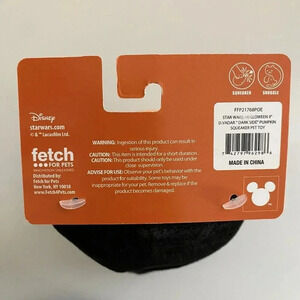 SQUEAKER
SNUGGLE
Disney
starwars.com
© & ™ Lucasfilm Ltd.
fetch
FOR PETS
Distributed by:
Fetch for Pets
New York, NY 10018
FetchForPets.com
WARNING: Ingestion of this product can result in
serious injury.
CAUTION: This item is intended for a short duration.
CAUTION: This product should only be used under
close supervision.
ADVISE FOR USE: Observe your pet's behavior with the
product for suitability. Some toys may be
inappropriate for your pet. Remove & replace if the
product becomes damaged.
FFP21768POE
STAR WARS: HALLOWEEN 6"
D.VADAR "DARK SIDE" PUMPKIN
SQUEAKER PET TOY
MADE IN CHINA